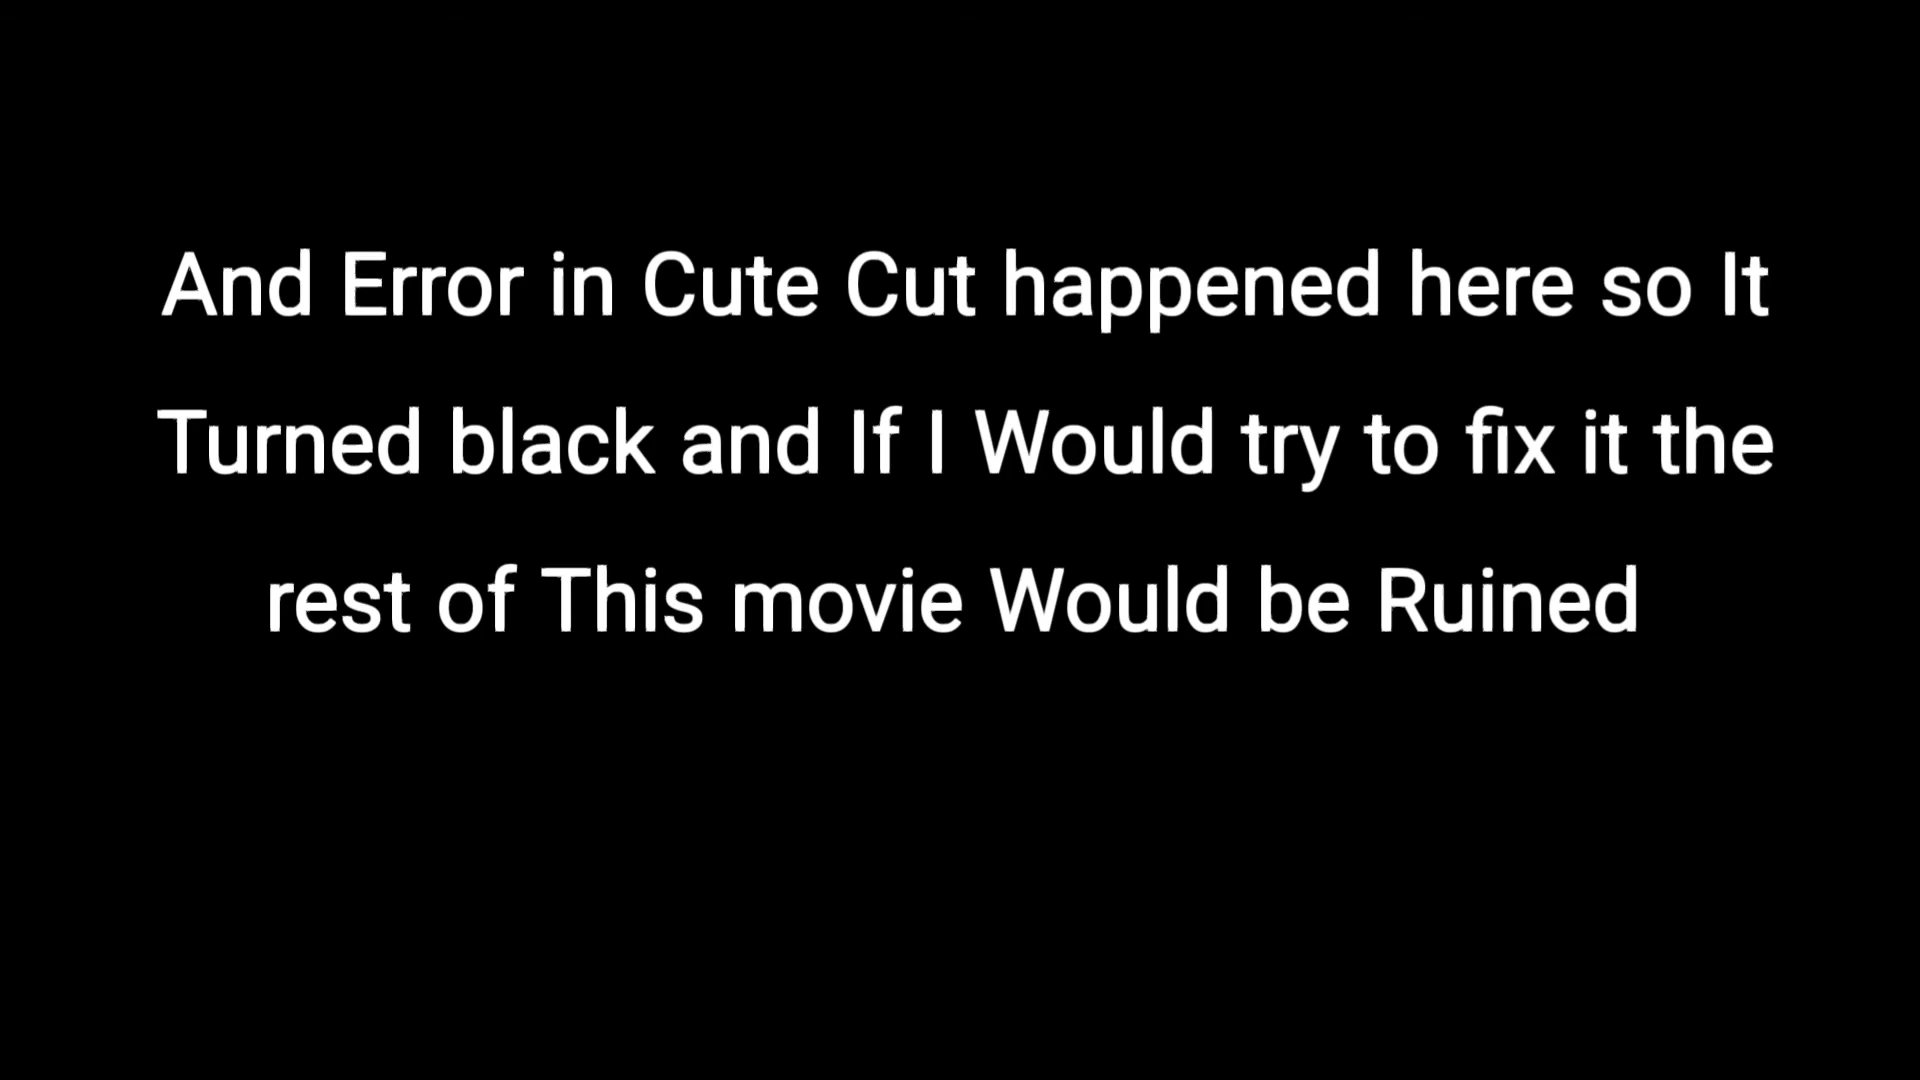 And Error in Cute Cut happened here so It
Turned black and If I Would try to fix it the
rest of This movie Would be Ruined